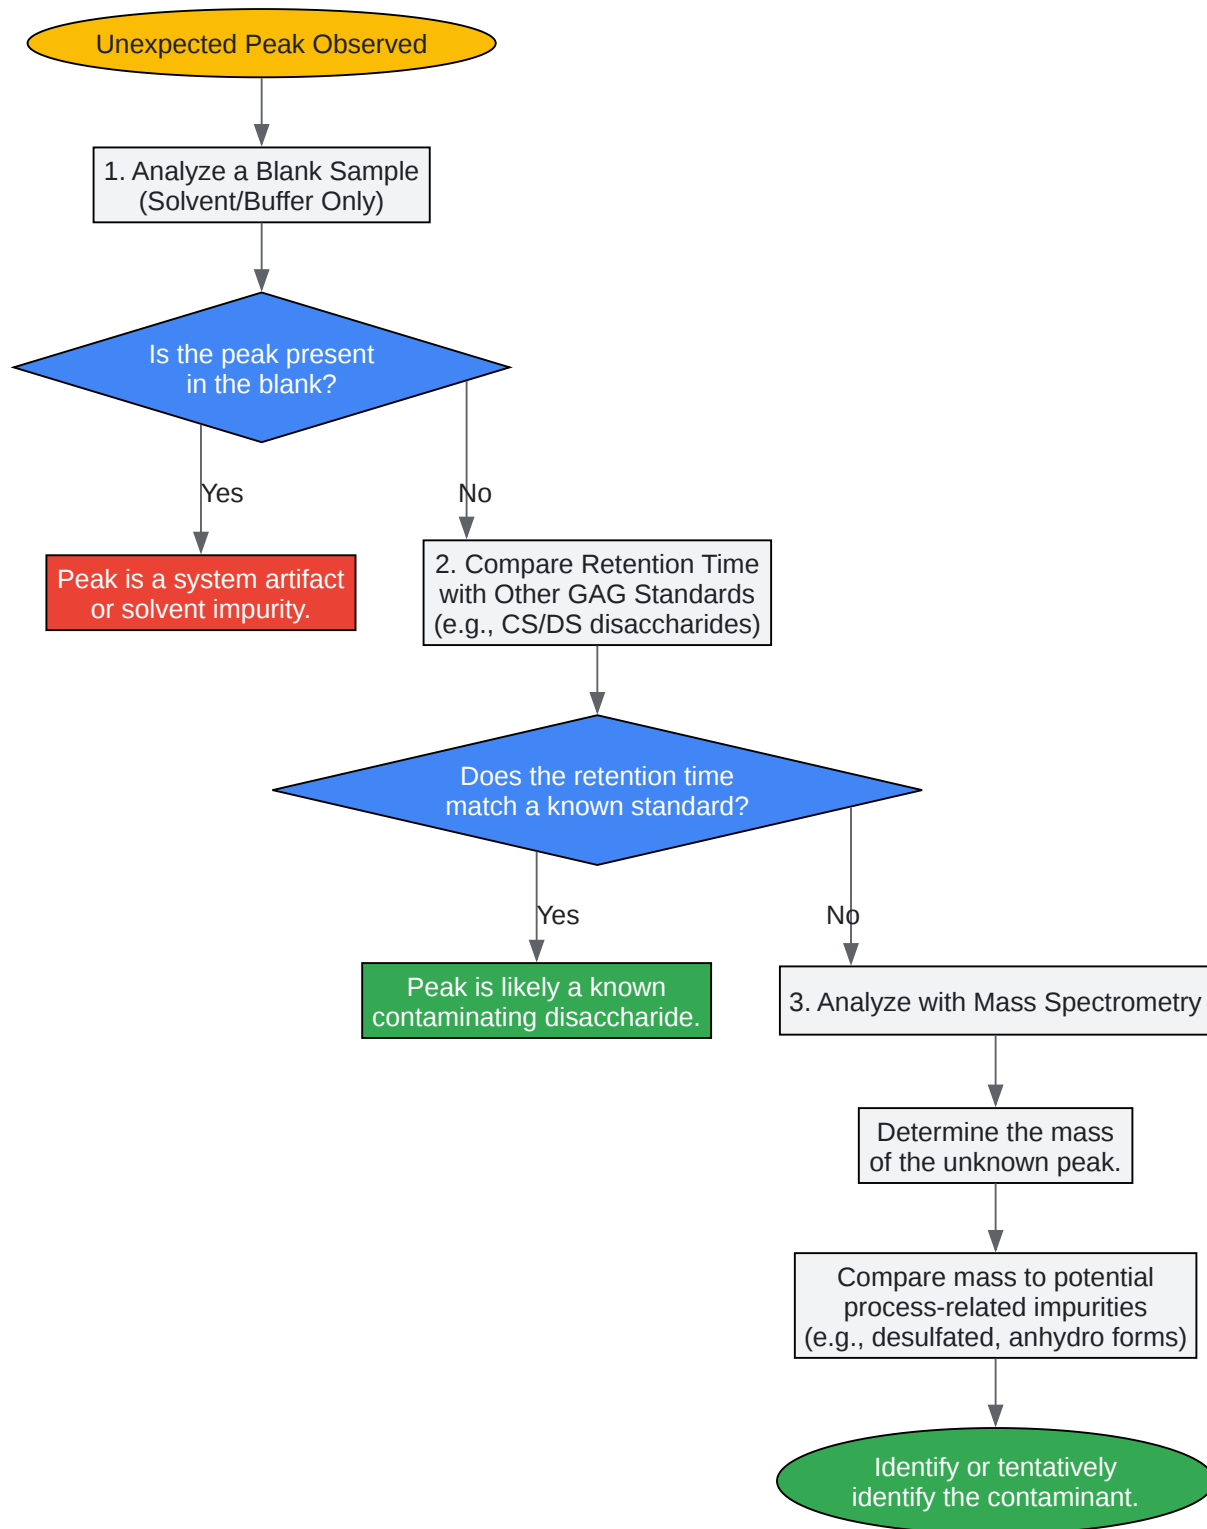 Unexpected Peak Observed
1. Analyze a Blank Sample
(Solvent/Buffer Only)
Is the peak present
in the blank?
Yes
No
Peak is a system artifact
or solvent impurity.
2. Compare Retention Time
with Other GAG Standards
(e.g., CS/DS disaccharides)
Does the retention time
match a known standard?
Yes
No
Peak is likely a known
contaminating disaccharide.
3. Analyze with Mass Spectrometry
Determine the mass
of the unknown peak.
Compare mass to potential
process-related impurities
(e.g., desulfated, anhydro forms)
Identify or tentatively
identify the contaminant.